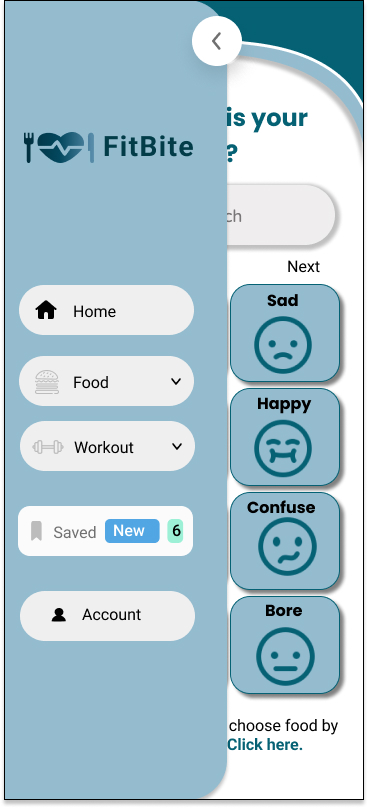 FitBite
Home
Food
Workout
Saved New 6
Account
is your
?
ch
Next
Sad
Happy
Confuse
Bore
choose food by
Click here.